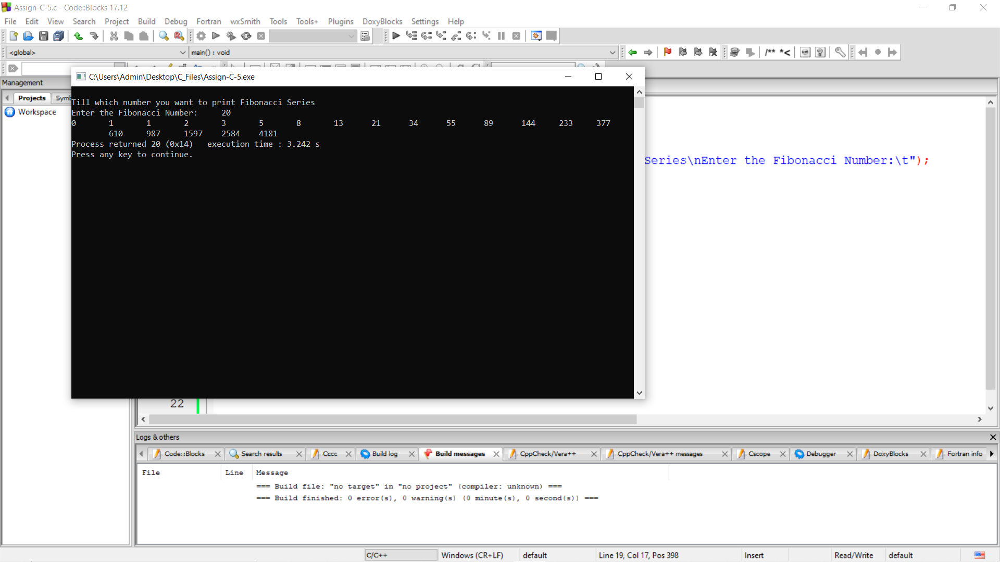 Assign-C-5.c - Code::Blocks 17.12
File Edit View Search Project Build Debug Fortran wxSmith Tools Tools+ Plugins DoxyBlocks Settings Help
<global> main() : void /** *<
C:\Users\Admin\Desktop\C_Files\Assign-C-5.exe
Management
Projects Symb
Workspace
Till which number you want to print Fibonacci Series
Enter the Fibonacci Number: 20
0 1 1 2 3 5 8 13 21 34 55 89 144 233 377
610 987 1597 2584 4181
Process returned 20 (0x14) execution time : 3.242 s
Press any key to continue.
Series\nEnter the Fibonacci Number:\t");
22
Logs & others
Code::Blocks Search results Cccc Build log Build messages CppCheck/Vera++ CppCheck/Vera++ messages Cscope Debugger DoxyBlocks Fortran info
File Line Message
=== Build file: "no target" in "no project" (compiler: unknown) ===
=== Build finished: 0 error(s), 0 warning(s) (0 minute(s), 0 second(s)) ===
C/C++ Windows (CR+LF) default Line 19, Col 17, Pos 398 Insert Read/Write default